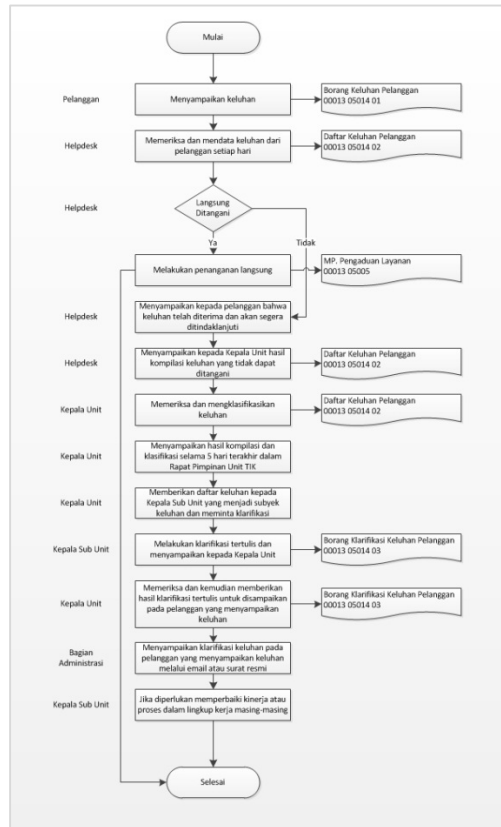 Mulai
Pelanggan
Menyampaikan keluhan
Borang Keluhan Pelanggan
00013 05014 01
Helpdesk
Memeriksa dan mendata keluhan dari
pelanggan setiap hari
Daftar Keluhan Pelanggan
00013 05014 02
Helpdesk
Langsung
Ditangani
Ya
Tidak
Melakukan penanganan langsung
MP. Pengaduan Layanan
00013 05005
Helpdesk
Menyampaikan kepada pelanggan bahwa
keluhan telah diterima dan akan segera
ditindaklanjuti
Helpdesk
Menyampaikan kepada Kepala Unit hasil
kompilasi keluhan yang tidak dapat
ditangani
Daftar Keluhan Pelanggan
00013 05014 02
Kepala Unit
Memeriksa dan mengklasifikasikan
keluhan
Daftar Keluhan Pelanggan
00013 05014 02
Kepala Unit
Menyampaikan hasil kompilasi dan
klasifikasi selama 5 hari terakhir dalam
Rapat Pimpinan Unit TIK
Kepala Unit
Memberikan daftar keluhan kepada
Kepala Sub Unit yang menjadi subyek
keluhan dan meminta klarifikasi
Kepala Sub Unit
Melakukan klarifikasi tertulis dan
menyampaikan kepada Kepala Unit
Borang Klarifikasi Keluhan Pelanggan
00013 05014 03
Kepala Unit
Memeriksa dan kemudian memberikan
hasil klarifikasi tertulis untuk disampaikan
pada pelanggan yang menyampaikan
keluhan
Borang Klarifikasi Keluhan Pelanggan
00013 05014 03
Bagian
Administrasi
Menyampaikan klarifikasi keluhan pada
pelanggan yang menyampaikan keluhan
melalui email atau surat resmi
Kepala Sub Unit
Jika diperlukan memperbaiki kinerja atau
proses dalam lingkup kerja masing-masing
Selesai